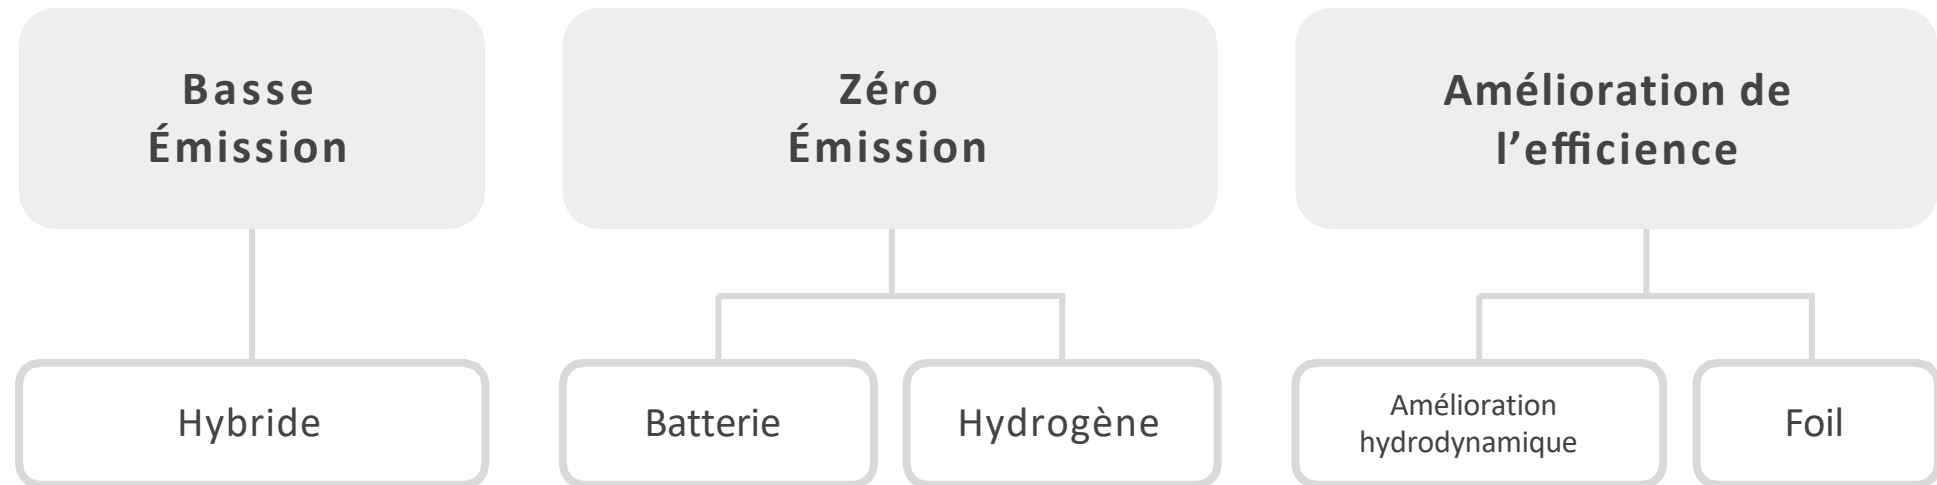 Basse
Émission
Zéro
Émission
Amélioration de
l’efficience
Hybride
Batterie
Hydrogène
Amélioration
hydrodynamique
Foil